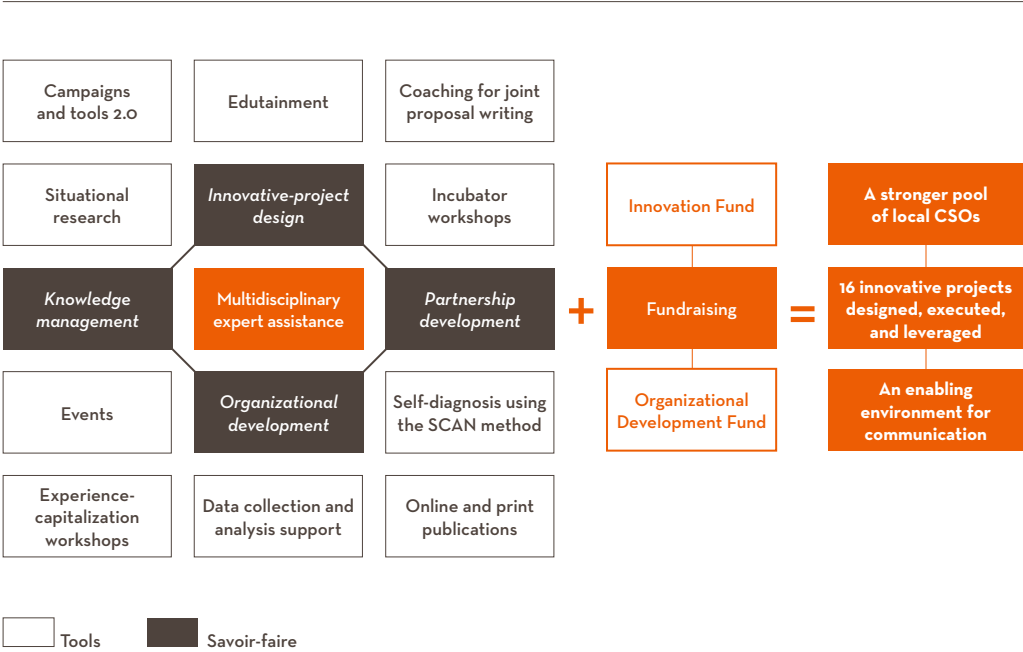 Campaigns
and tools 2.0
Edutainment
Coaching for joint
proposal writing
Situational
research
Innovative-project
design
Incubator
workshops
Innovation Fund
A stronger pool
of local CSOs
Knowledge
management
Multidisciplinary
expert assistance
Partnership
development
+
Fundraising
=
16 innovative projects
designed, executed,
and leveraged
Events
Organizational
development
Self-diagnosis using
the SCAN method
Organizational
Development Fund
An enabling
environment for
communication
Experience-
capitalization
workshops
Data collection and
analysis support
Online and print
publications
Tools
Savoir-faire